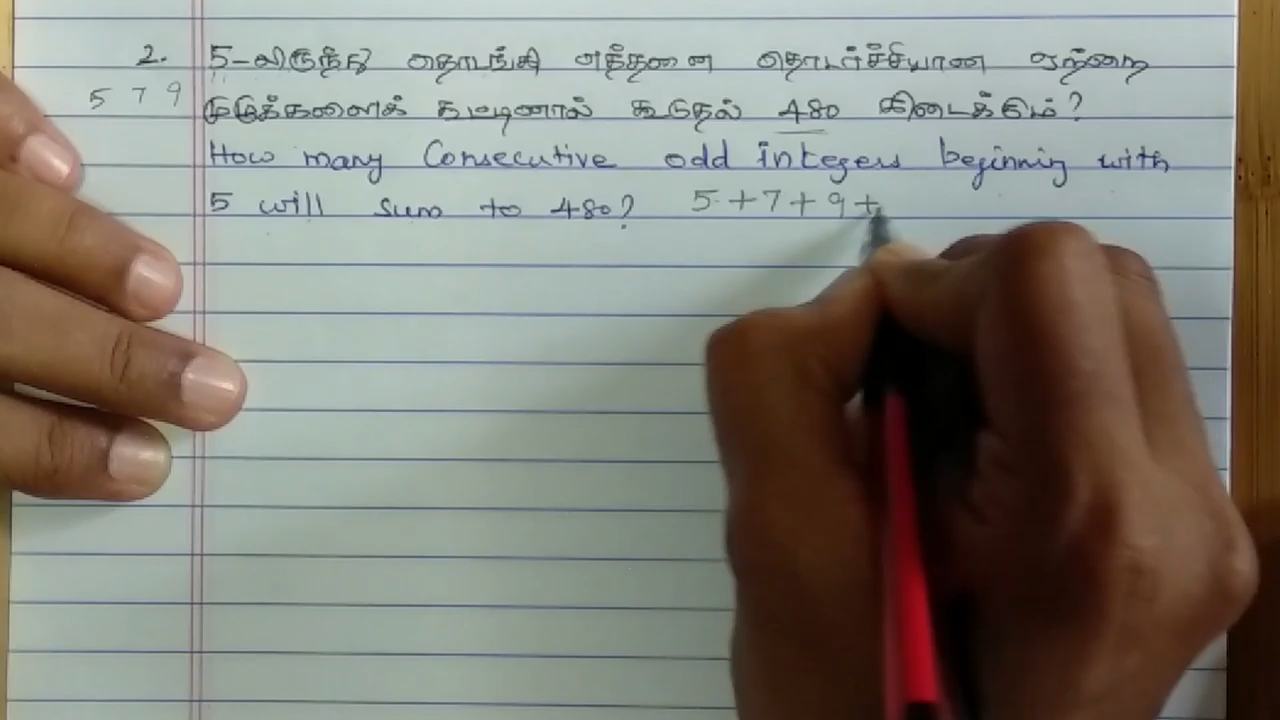 2. 5-லிருந்து தொடங்கி எத்தனை தொடர்ச்சியான ஒற்றை
5 7 9 முழுக்களைக் கூட்டினால் கூடுதல் 480 கிடைக்கும்?
How many Consecutive odd integers beginning with
5 will sum to 480? 5+7+9+